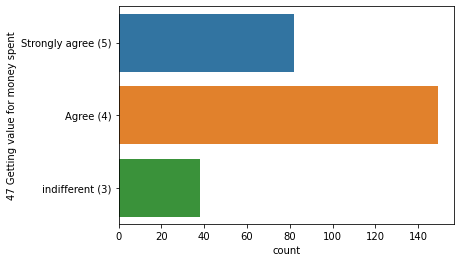 47 Getting value for money spent
Strongly agree (5)
Agree (4)
indifferent (3)
0 20 40 60 80 100 120 140
count